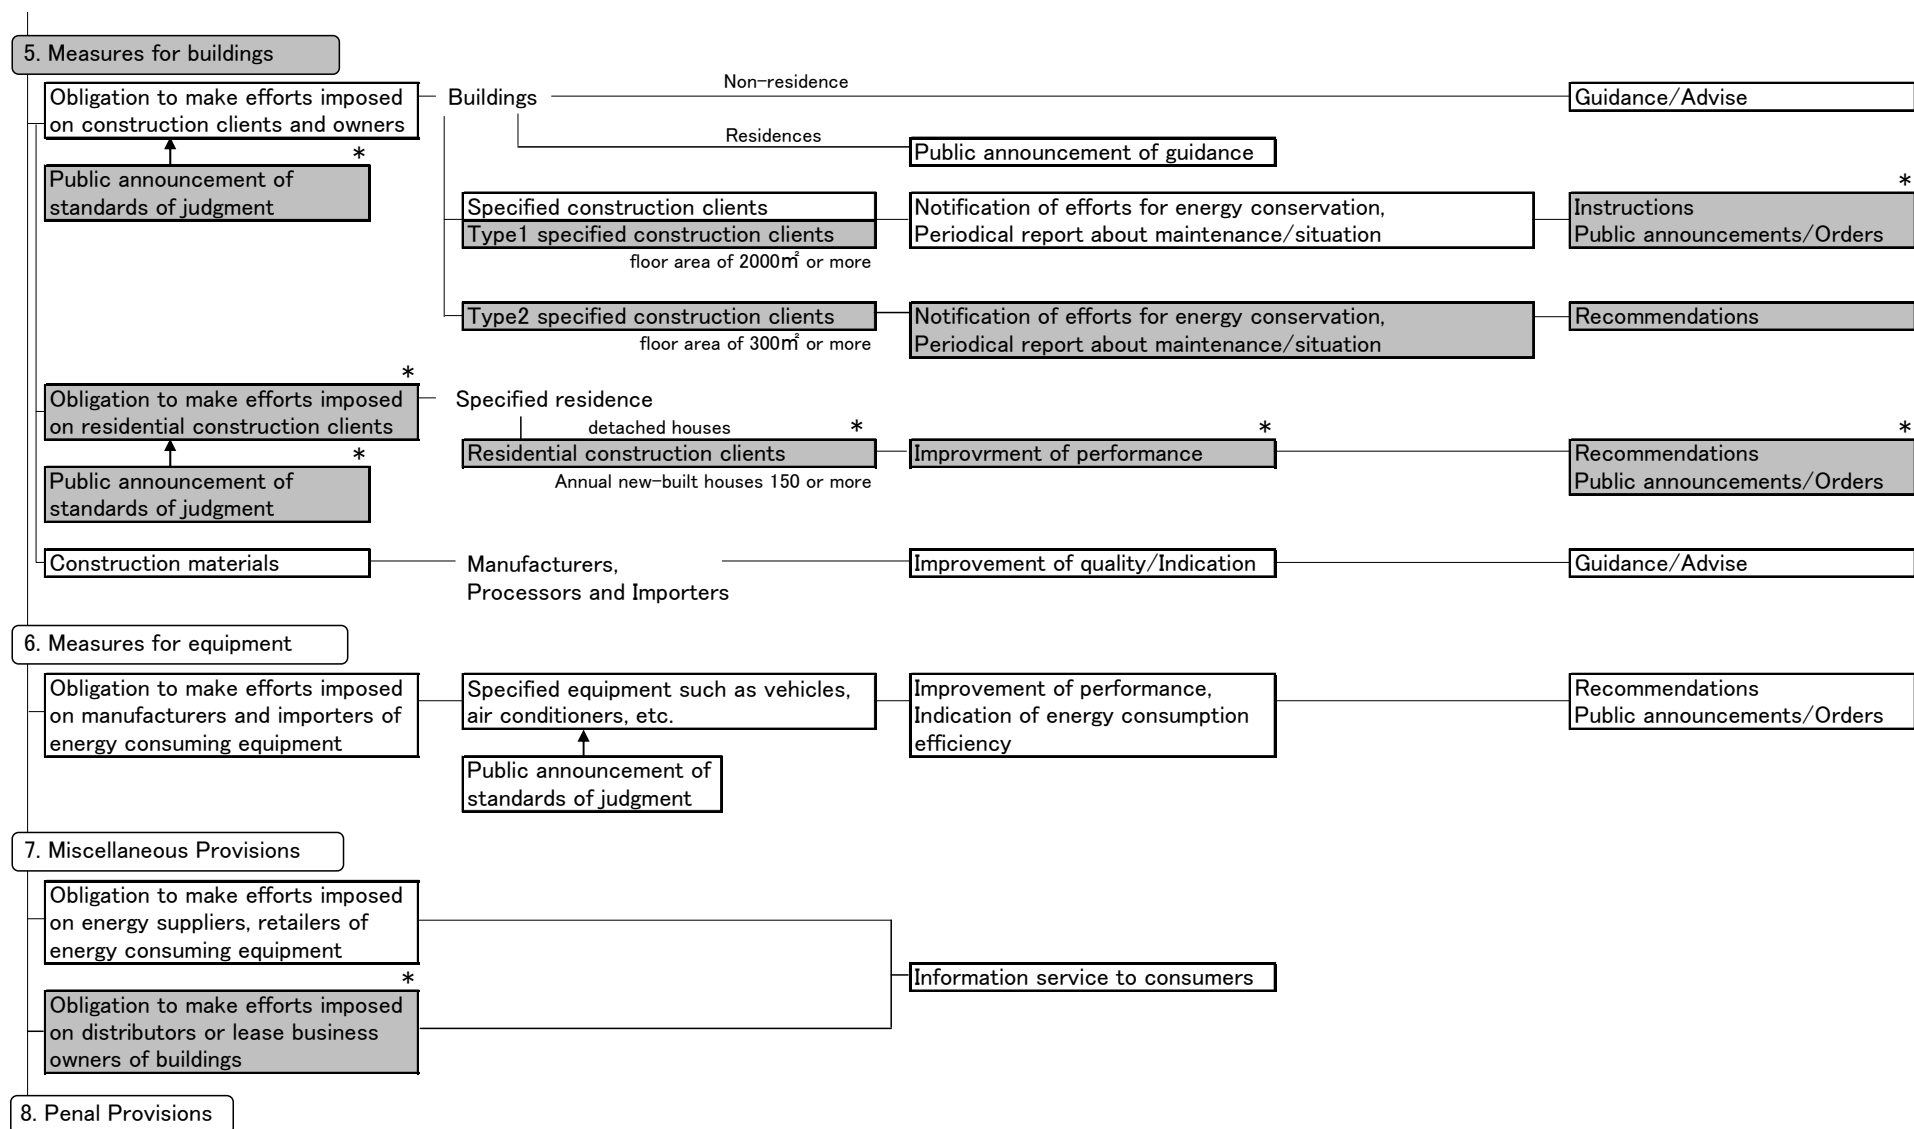 5. Measures for buildings
Non-residence
Obligation to make efforts imposed
on construction clients and owners
Buildings
Guidance/Advise
Residences
Public announcement of guidance
*
Public announcement of
standards of judgment
*
Specified construction clients
Type1 specified construction clients
floor area of 2000㎡ or more
Notification of efforts for energy conservation,
Periodical report about maintenance/situation
Instructions
Public announcements/Orders
Type2 specified construction clients
floor area of 300㎡ or more
Notification of efforts for energy conservation,
Periodical report about maintenance/situation
Recommendations
*
Obligation to make efforts imposed
on residential construction clients
Specified residence
detached houses
*
*
*
Residential construction clients
Annual new-built houses 150 or more
Improvrment of performance
Recommendations
Public announcements/Orders
*
Public announcement of
standards of judgment
Construction materials
Manufacturers,
Processors and Importers
Improvement of quality/Indication
Guidance/Advise
6. Measures for equipment
Obligation to make efforts imposed
on manufacturers and importers of
energy consuming equipment
Specified equipment such as vehicles,
air conditioners, etc.
Improvement of performance,
Indication of energy consumption
efficiency
Recommendations
Public announcements/Orders
Public announcement of
standards of judgment
7. Miscellaneous Provisions
Obligation to make efforts imposed
on energy suppliers, retailers of
energy consuming equipment
Information service to consumers
*
Obligation to make efforts imposed
on distributors or lease business
owners of buildings
8. Penal Provisions